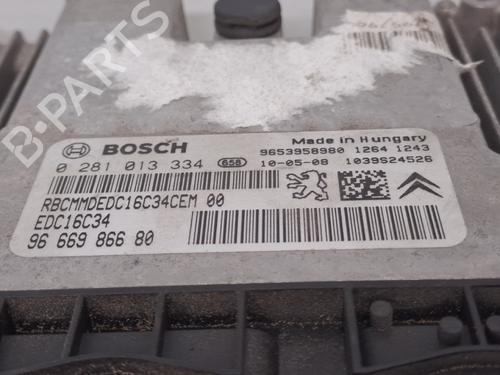 B-PARTS
BOSCH
Made in Hungary
9653958980 1264 1243
0 281 013 334 658 10-05-08 1039S24526
RBCMMDEDC16C34CEM 00
EDC16C34
96 669 866 80